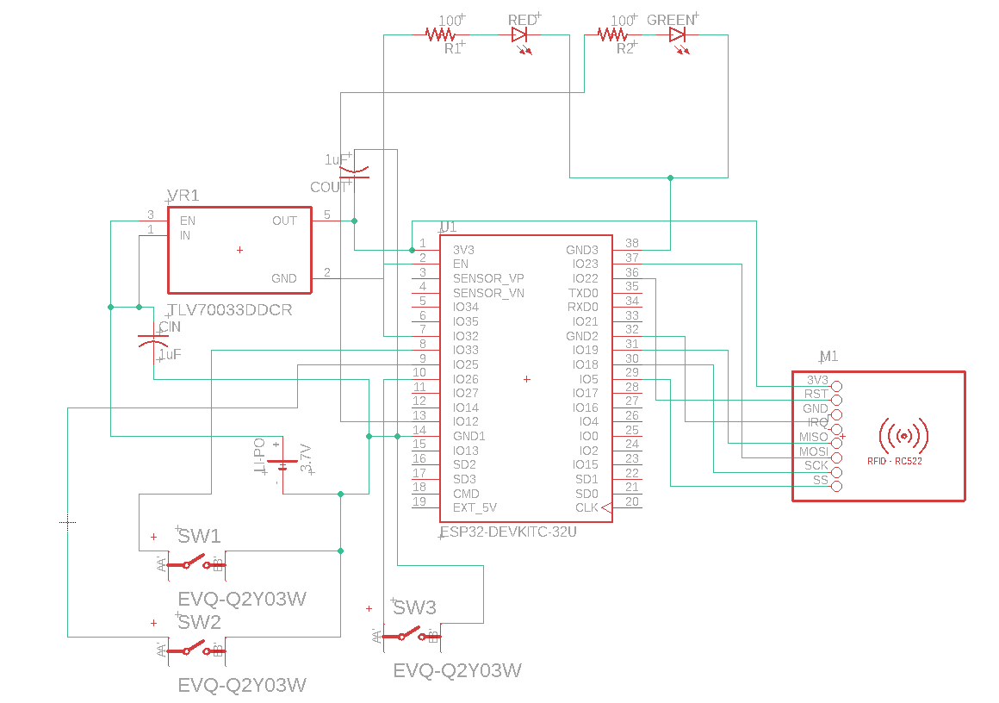 100 RED 100 GREEN
R1 R2
1uF
COUT
VR1
3 EN OUT 5
1 IN
GND 2
TLV70033DDCR
CIN
1uF
U1
1 3V3 GND3 38
2 EN IO23 37
3 SENSOR_VP IO22 36
4 SENSOR_VN TXD0 35
5 IO34 RXD0 34
6 IO35 IO21 33
7 IO32 GND2 32
8 IO33 IO19 31
9 IO25 IO18 30
10 IO26 IO5 29
11 IO27 IO17 28
12 IO14 IO16 27
13 IO12 IO4 26
14 GND1 IO0 25
15 IO13 IO2 24
16 SD2 IO15 23
17 SD3 SD1 22
18 CMD SD0 21
19 EXT_5V CLK 20
ESP32-DEVKITC-32U
M1
3V3
RST
GND
IRQ
MISO
MOSI
SCK
SS
RFID - RC522
LI-PO
3.7V
SW1
A A' B B'
EVQ-Q2Y03W
SW2
A A' B B'
EVQ-Q2Y03W
SW3
A A' B B'
EVQ-Q2Y03W